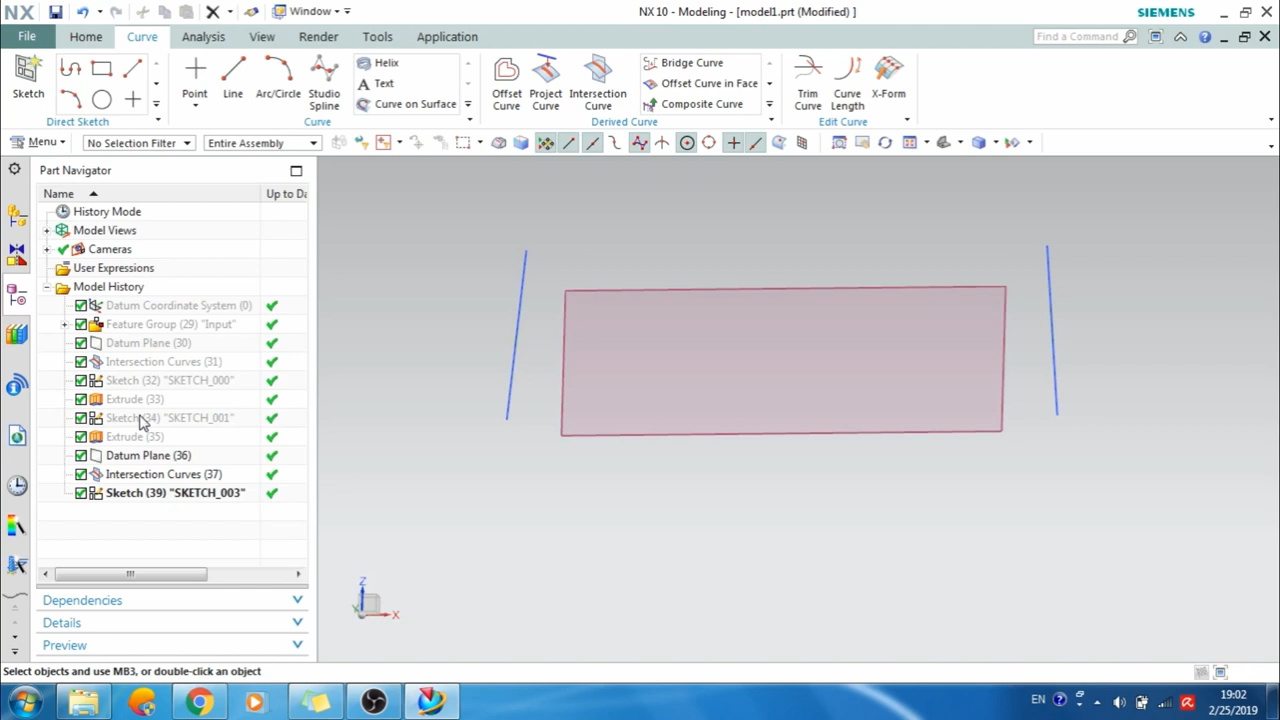 NX
Window
NX 10 - Modeling - [model1.prt (Modified) ]
SIEMENS
File
Home
Curve
Analysis
View
Render
Tools
Application
Find a Command
Sketch
Point
Line
Arc/Circle
Studio
Spline
Helix
Text
Curve on Surface
Offset
Curve
Project
Curve
Intersection
Curve
Bridge Curve
Offset Curve in Face
Composite Curve
Trim
Curve
Curve
Length
X-Form
Direct Sketch
Curve
Derived Curve
Edit Curve
Menu
No Selection Filter
Entire Assembly
Part Navigator
Name
Up to Da
History Mode
Model Views
Cameras
User Expressions
Model History
Datum Coordinate System (0)
Feature Group (29) "Input"
Datum Plane (30)
Intersection Curves (31)
Sketch (32) "SKETCH_000"
Extrude (33)
Sketch (34) "SKETCH_001"
Extrude (35)
Datum Plane (36)
Intersection Curves (37)
Sketch (39) "SKETCH_003"
Dependencies
Details
Preview
Z
Y
X
Select objects and use MB3, or double-click an object
EN
19:02
2/25/2019